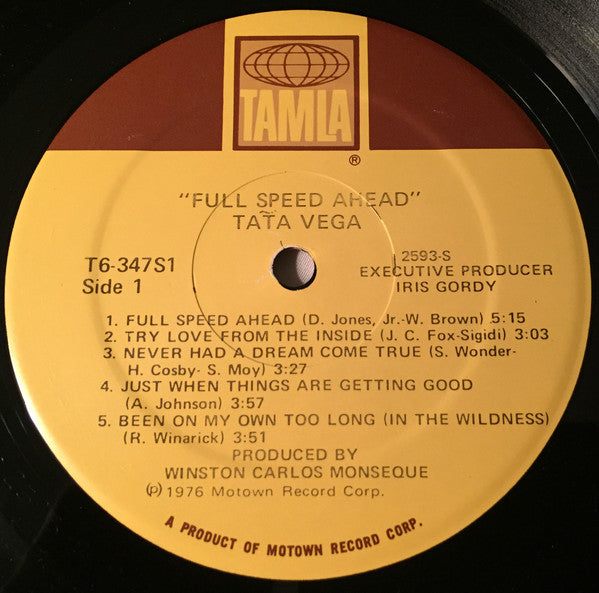 TAMLA
®
"FULL SPEED AHEAD"
TATA VEGA
T6-347S1
Side 1
2593-S
EXECUTIVE PRODUCER
IRIS GORDY
1. FULL SPEED AHEAD (D. Jones, Jr.-W. Brown) 5:15
2. TRY LOVE FROM THE INSIDE (J. C. Fox-Sigidi) 3:03
3. NEVER HAD A DREAM COME TRUE (S. Wonder-
H. Cosby- S. Moy) 3:27
4. JUST WHEN THINGS ARE GETTING GOOD
(A. Johnson) 3:57
5. BEEN ON MY OWN TOO LONG (IN THE WILDNESS)
(R. Winarick) 3:51
PRODUCED BY
WINSTON CARLOS MONSEQUE
(p) 1976 Motown Record Corp.
A PRODUCT OF MOTOWN RECORD CORP.